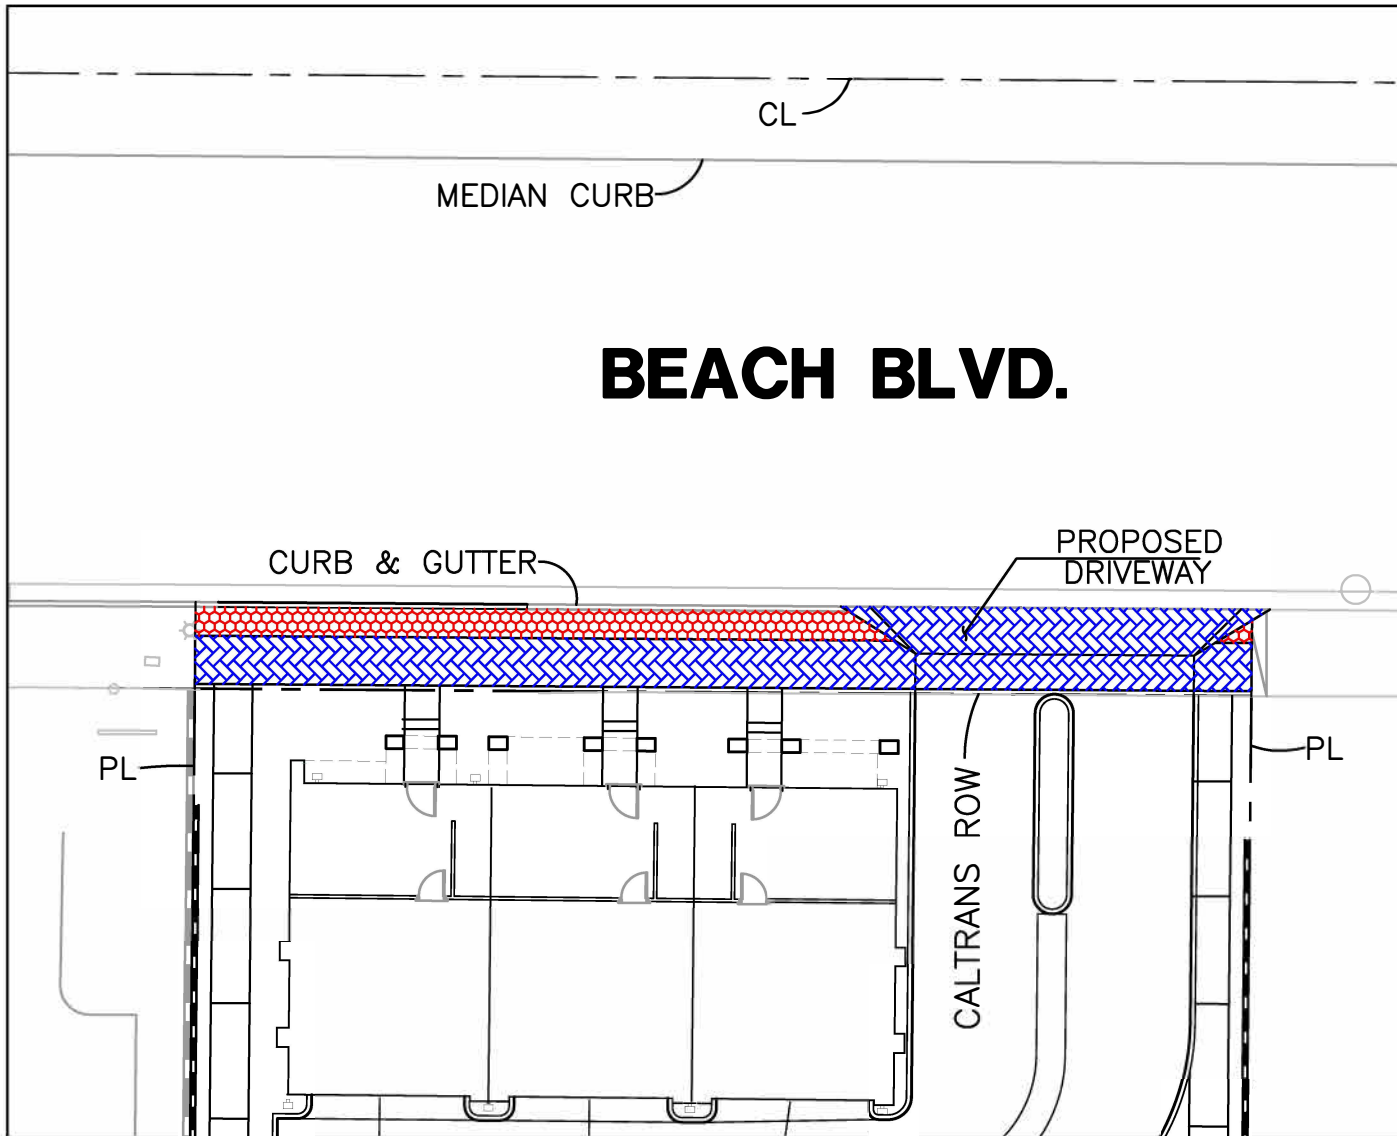 CL
MEDIAN CURB
BEACH BLVD.
CURB & GUTTER
PROPOSED
DRIVEWAY
PL
PL
CALTRANS ROW